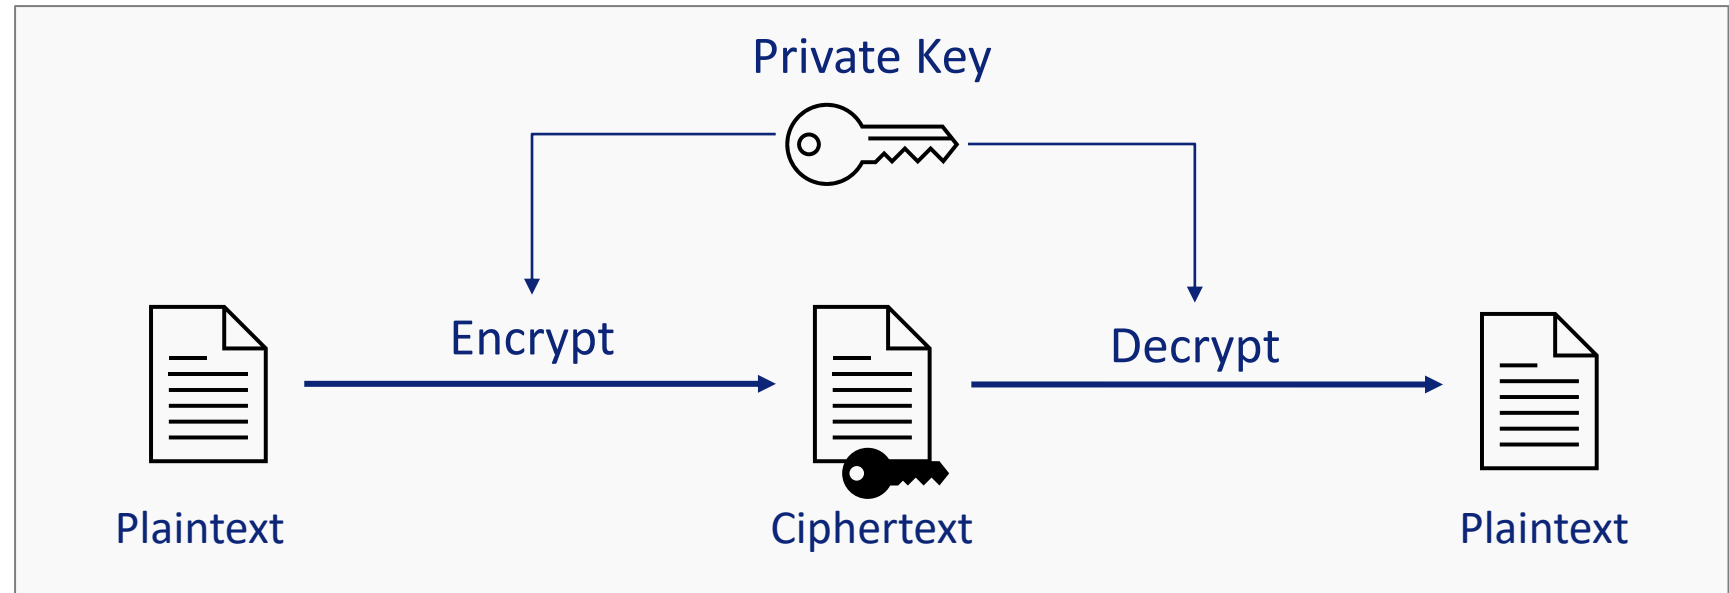 Private Key
Encrypt
Decrypt
Plaintext
Ciphertext
Plaintext